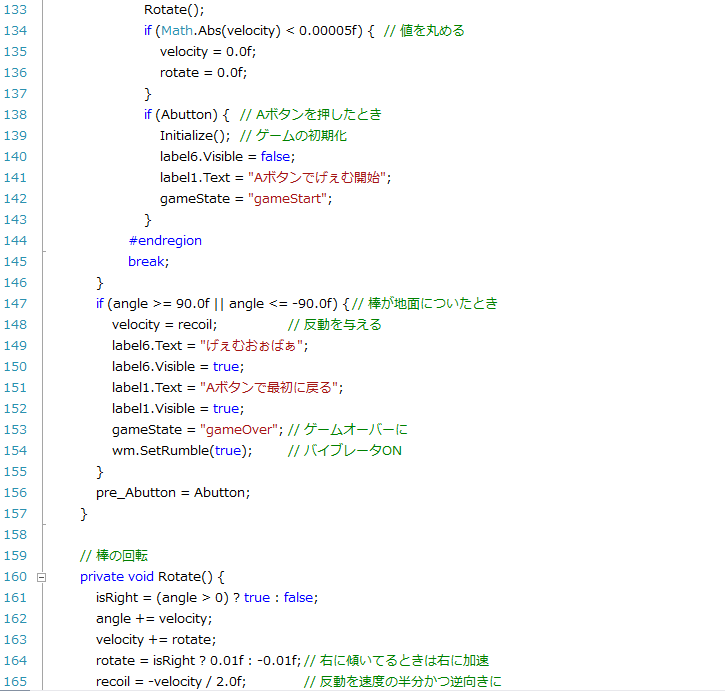 133 Rotate();
134 if (Math.Abs(velocity) < 0.00005f) { // 値を丸める
135 velocity = 0.0f;
136 rotate = 0.0f;
137 }
138 if (Abutton) { // Aボタンを押したとき
139 Initialize(); // ゲームの初期化
140 label6.Visible = false;
141 label1.Text = "Aボタンでげぇむ開始";
142 gameState = "gameStart";
143 }
144 #endregion
145 break;
146 }
147 if (angle >= 90.0f || angle <= -90.0f) { // 棒が地面についたとき
148 velocity = recoil; // 反動を与える
149 label6.Text = "げぇむおぉばぁ";
150 label6.Visible = true;
151 label1.Text = "Aボタンで最初に戻る";
152 label1.Visible = true;
153 gameState = "gameOver"; // ゲームオーバーに
154 wm.SetRumble(true); // バイブレータON
155 }
156 pre_Abutton = Abutton;
157 }
158
159 // 棒の回転
160 private void Rotate() {
161 isRight = (angle > 0) ? true : false;
162 angle += velocity;
163 velocity += rotate;
164 rotate = isRight ? 0.01f : -0.01f; // 右に傾いてるときは右に加速
165 recoil = -velocity / 2.0f; // 反動を速度の半分かつ逆向きに